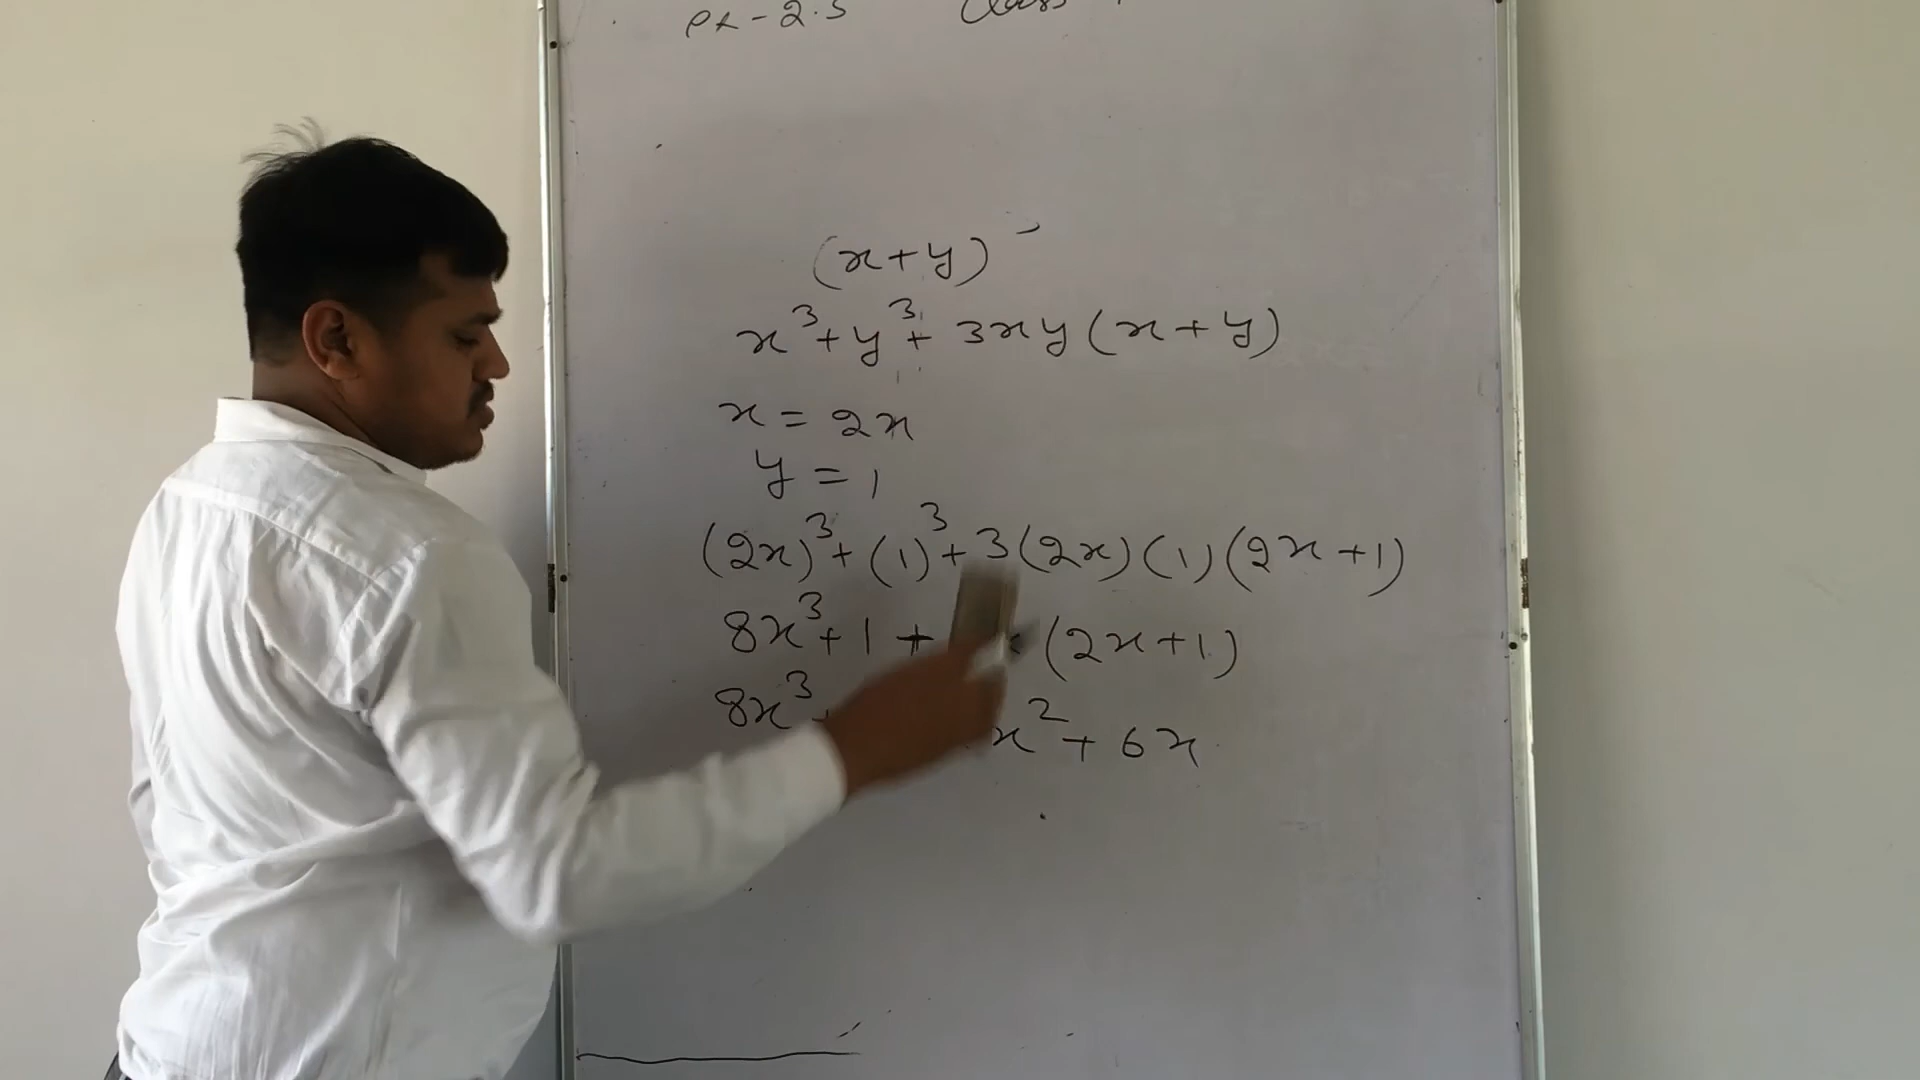 Ex-2.5 Class
(x+y)
x³+y³+3xy(x+y)
x = 2x
y = 1
(2x)³+(1)³+3(2x)(1)(2x+1)
8x³+1+ (2x+1)
8x³+ x²+6x